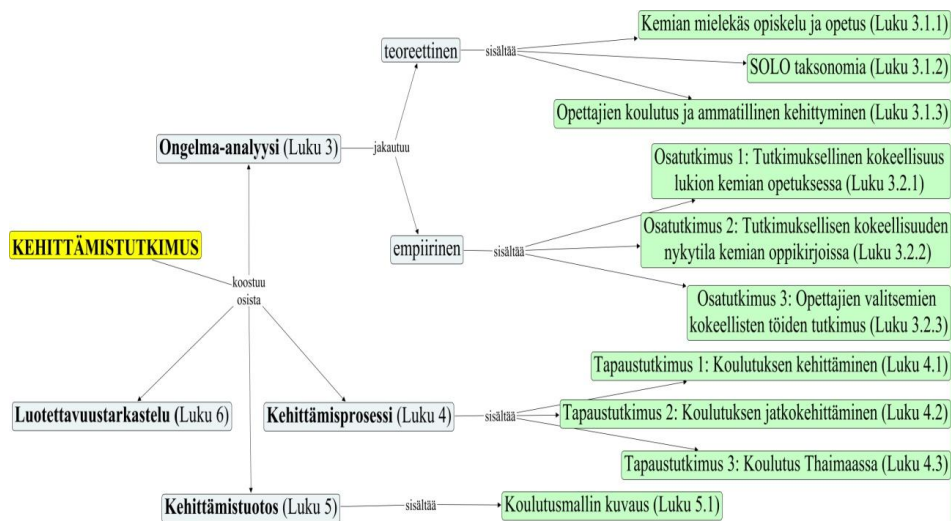 KEHITTÄMISTUTKIMUS
koostuu
osista
Ongelma-analyysi (Luku 3)
jakautuu
teoreettinen
sisältää
Kemian mielekäs opiskelu ja opetus (Luku 3.1.1)
SOLO taksonomia (Luku 3.1.2)
Opettajien koulutus ja ammatillinen kehittyminen (Luku 3.1.3)
empiirinen
sisältää
Osatutkimus 1: Tutkimuksellinen kokeellisuus
lukion kemian opetuksessa (Luku 3.2.1)
Osatutkimus 2: Tutkimuksellisen kokeellisuuden
nykytila kemian oppikirjoissa (Luku 3.2.2)
Osatutkimus 3: Opettajien valitsemien
kokeellisten töiden tutkimus (Luku 3.2.3)
Luotettavuustarkastelu (Luku 6)
Kehittämisprosessi (Luku 4)
sisältää
Tapaustutkimus 1: Koulutuksen kehittäminen (Luku 4.1)
Tapaustutkimus 2: Koulutuksen jatkokehittäminen (Luku 4.2)
Tapaustutkimus 3: Koulutus Thaimaassa (Luku 4.3)
Kehittämistuotos (Luku 5)
sisältää
Koulutusmallin kuvaus (Luku 5.1)